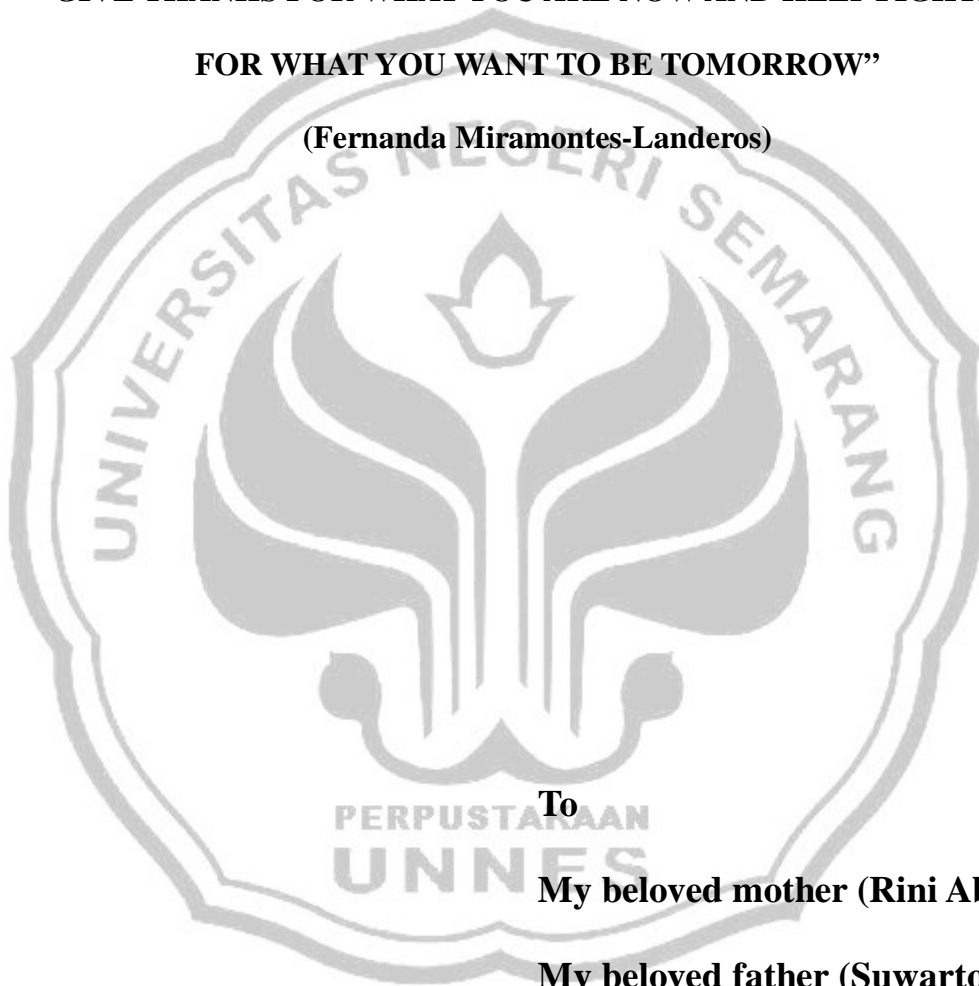 FOR WHAT YOU WANT TO BE TOMORROW”
(Fernanda Miramontes-Landeros)
UNIVERSITAS NEGERI SEMARANG
To
PERPUSTAKAAN
UNNES
My beloved mother (Rini
My beloved father (Suwarto